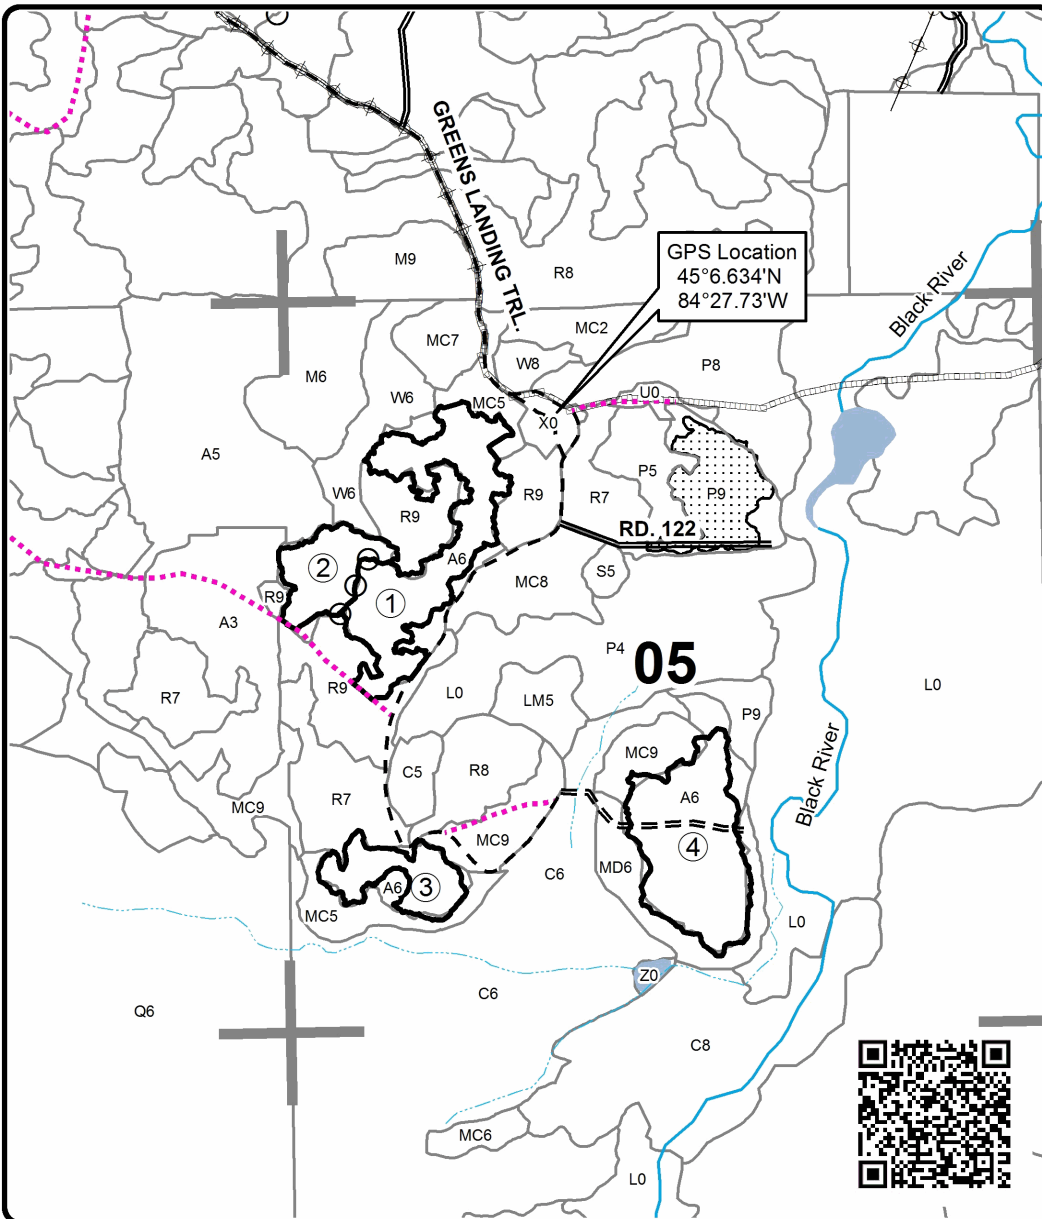 GREENS LANDING TRL.
GPS Location
45°6.634'N
84°27.73'W
M9
R8
Black River
MC2
MC7
W8
P8
M6
U0
W6
MC5
X0
A5
P5
W6
R9
R7
P9
R9
RD. 122
A6
2
MC8
S5
R9
1
A3
P4
05
R9
L0
L0
R7
LM5
P9
MC9
Black River
C5
R8
R7
A6
MC9
MC9
4
MD6
C6
A6
3
MC5
L0
Z0
C6
Q6
C8
MC6
L0